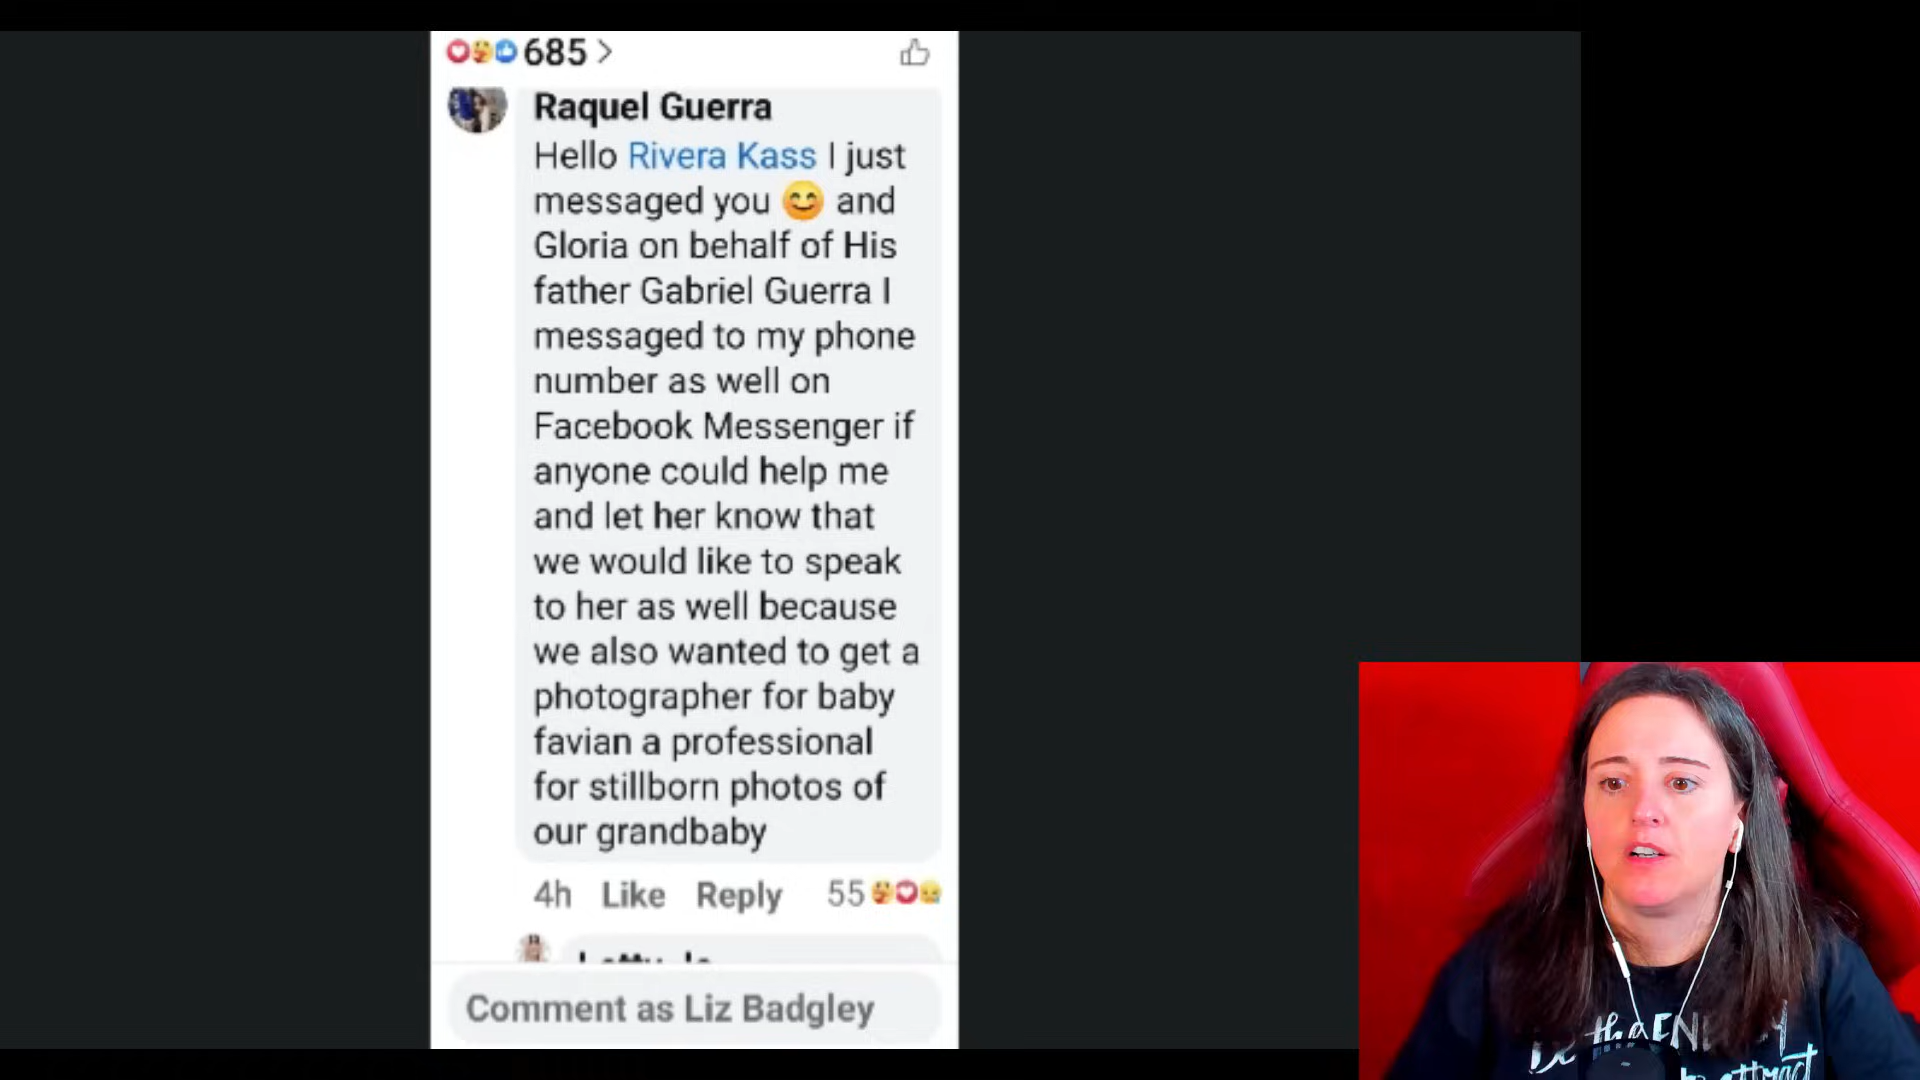 685 >
Raquel Guerra
Hello Rivera Kass I just
messaged you 😊 and
Gloria on behalf of His
father Gabriel Guerra I
messaged to my phone
number as well on
Facebook Messenger if
anyone could help me
and let her know that
we would like to speak
to her as well because
we also wanted to get a
photographer for baby
favian a professional
for stillborn photos of
our grandbaby
4h Like Reply 55
Comment as Liz Badgley